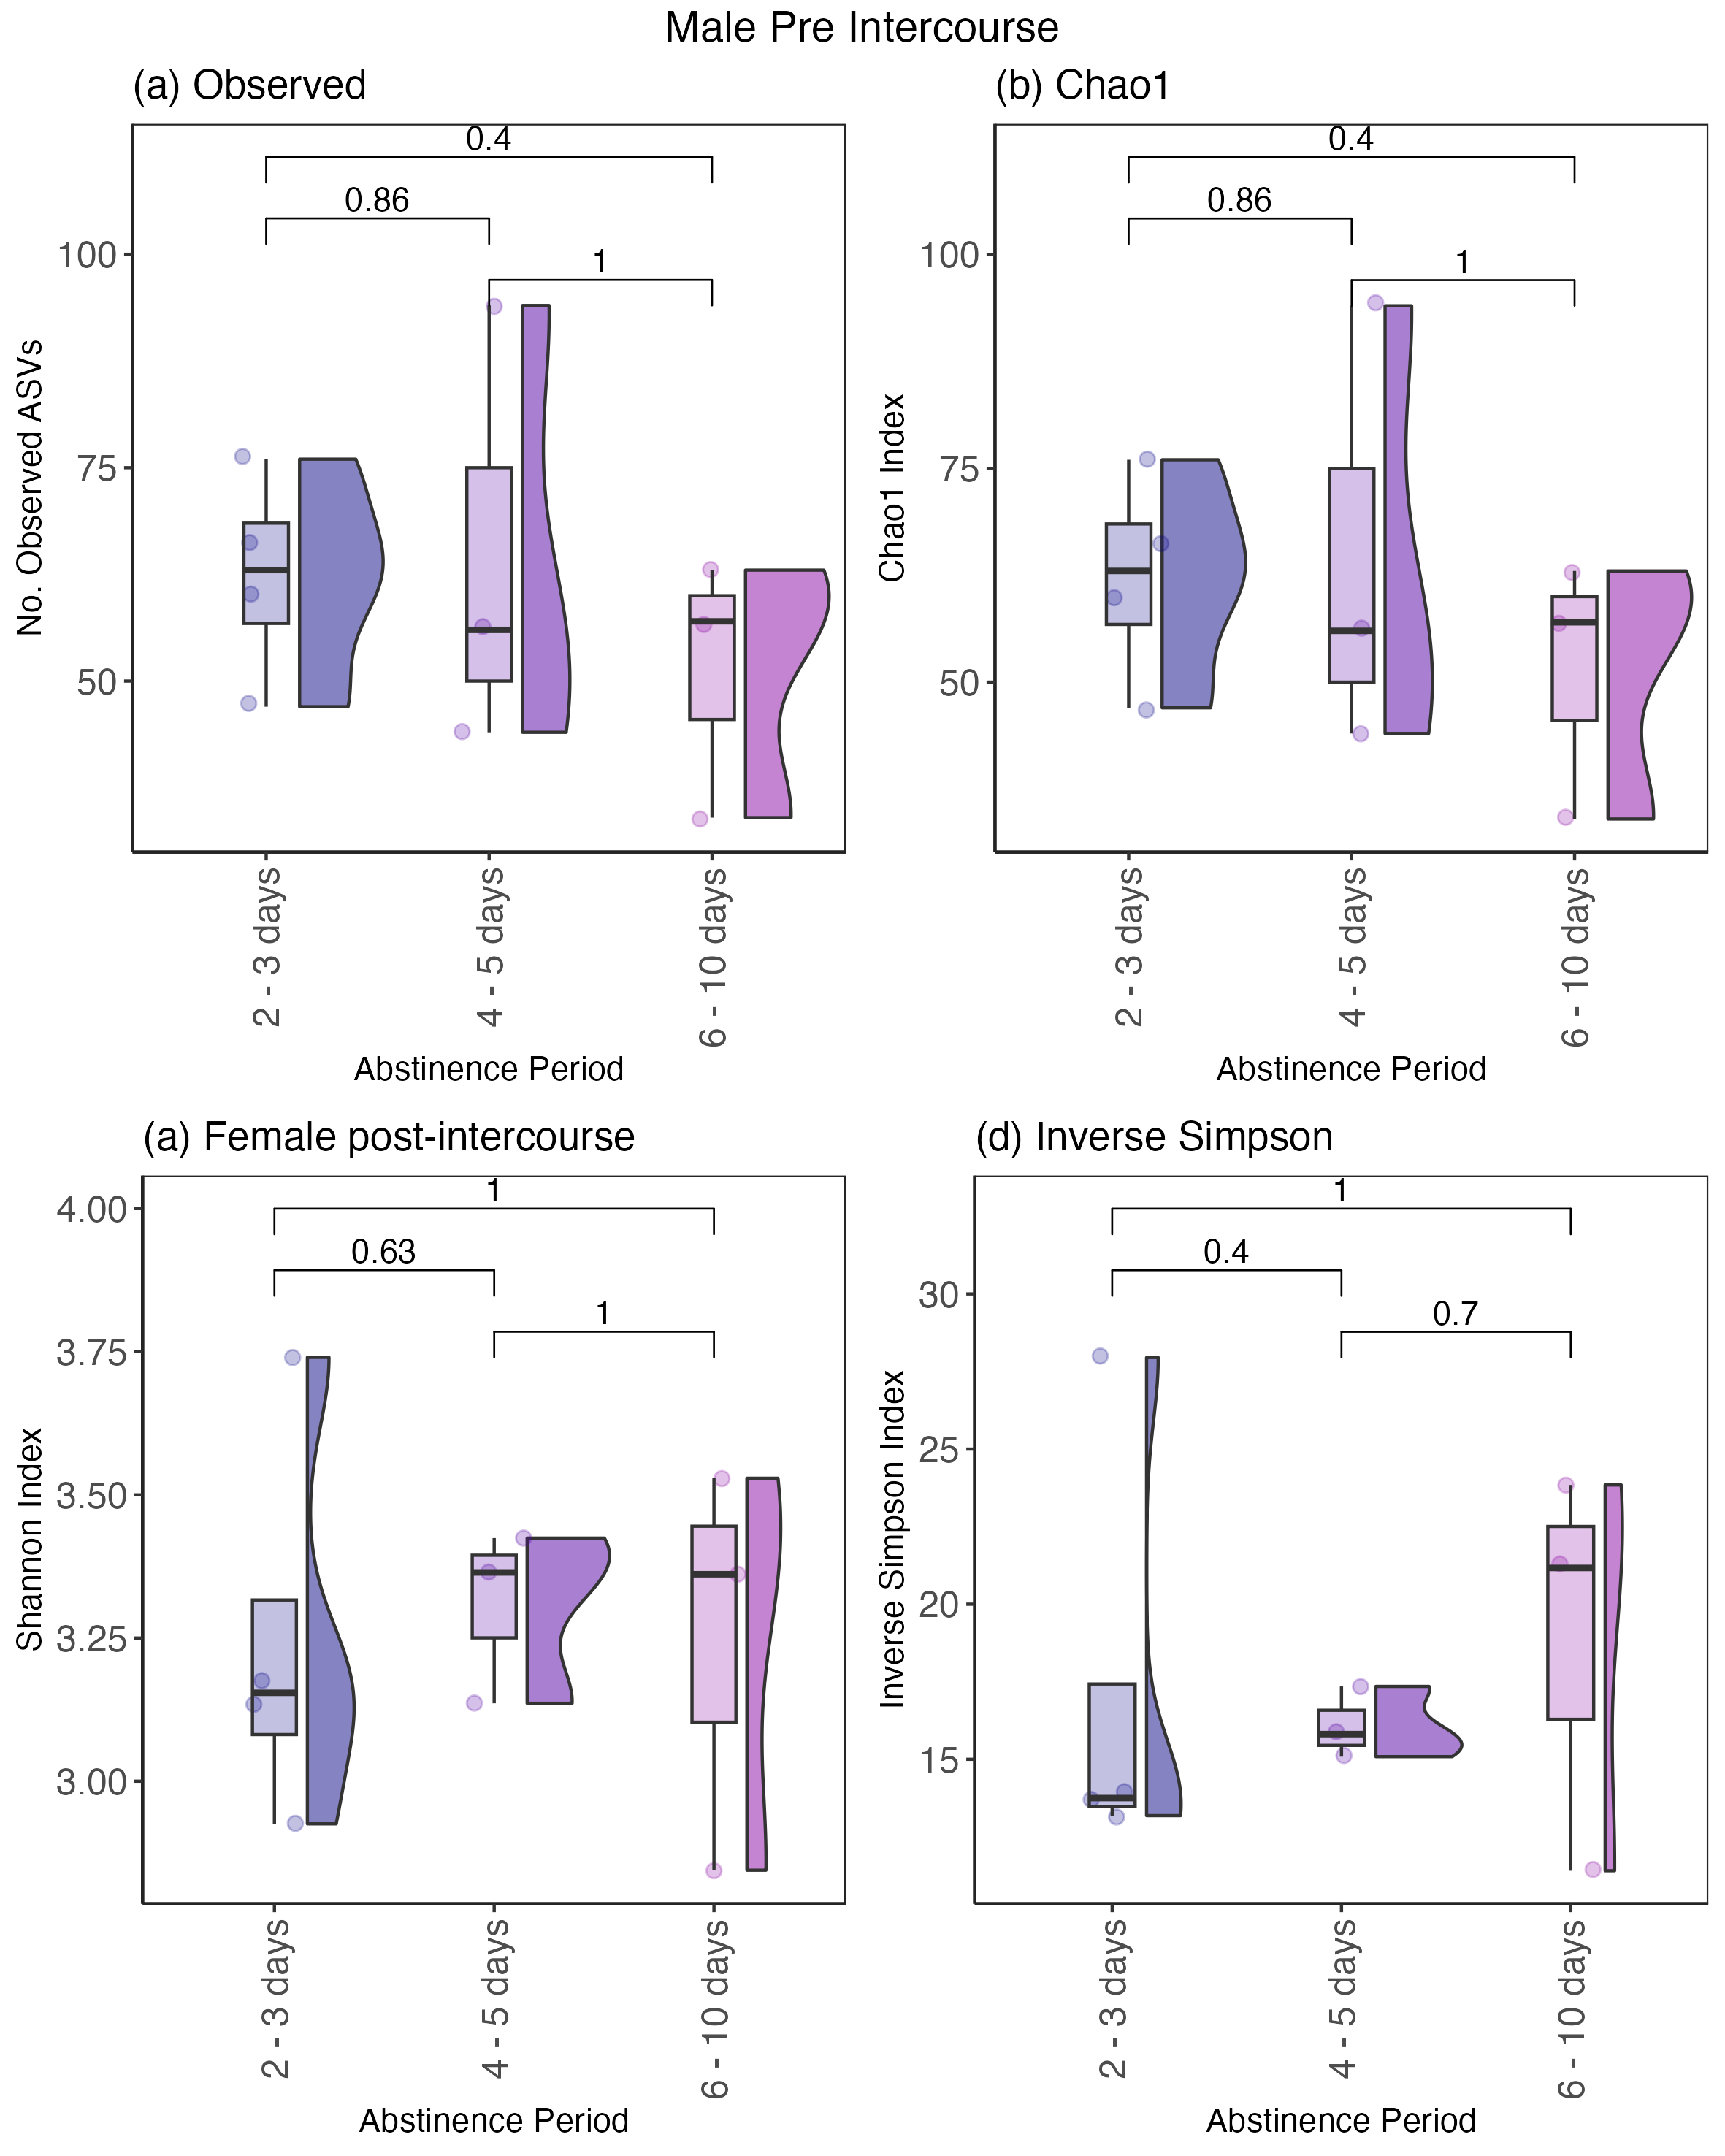 Male Pre Intercourse
(a) Observed
0.4
0.86
1
100
75
50
No. Observed ASVs
2 - 3 days
4 - 5 days
6 - 10 days
Abstinence Period
(b) Chao1
0.4
0.86
1
100
75
50
Chao1 Index
2 - 3 days
4 - 5 days
6 - 10 days
Abstinence Period
(a) Female post-intercourse
1
0.63
1
4.00
3.75
3.50
3.25
3.00
Shannon Index
2 - 3 days
4 - 5 days
6 - 10 days
Abstinence Period
(d) Inverse Simpson
1
0.4
0.7
30
25
20
15
Inverse Simpson Index
2 - 3 days
4 - 5 days
6 - 10 days
Abstinence Period